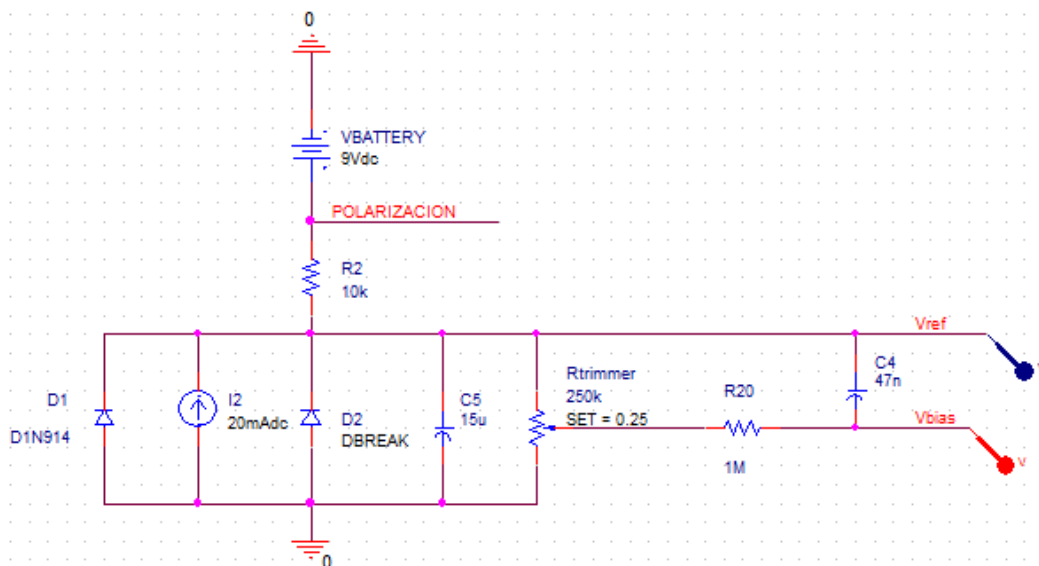 0
VBATTERY
9Vdc
POLARIZACION
R2
10k
Vref
D1
D1N914
I2
20mAdc
D2
DBREAK
C5
15u
Rtrimmer
250k
SET = 0.25
R20
1M
C4
47n
Vbias
V
0